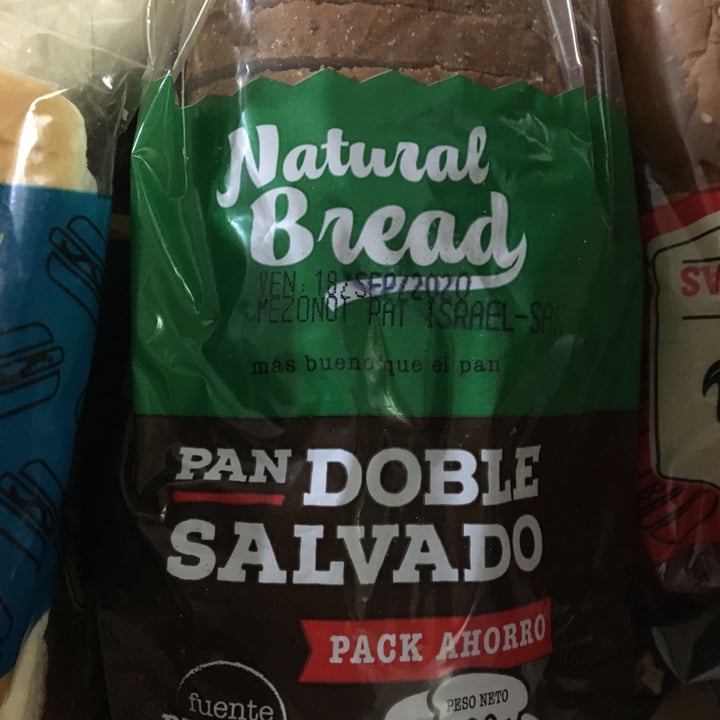 Natural
Bread
VEN: 18/SEP/2020
MEZONOT PAT ISRAEL-SAK
más bueno que el pan
PAN DOBLE
SALVADO
PACK AHORRO
PESO NETO
fuente